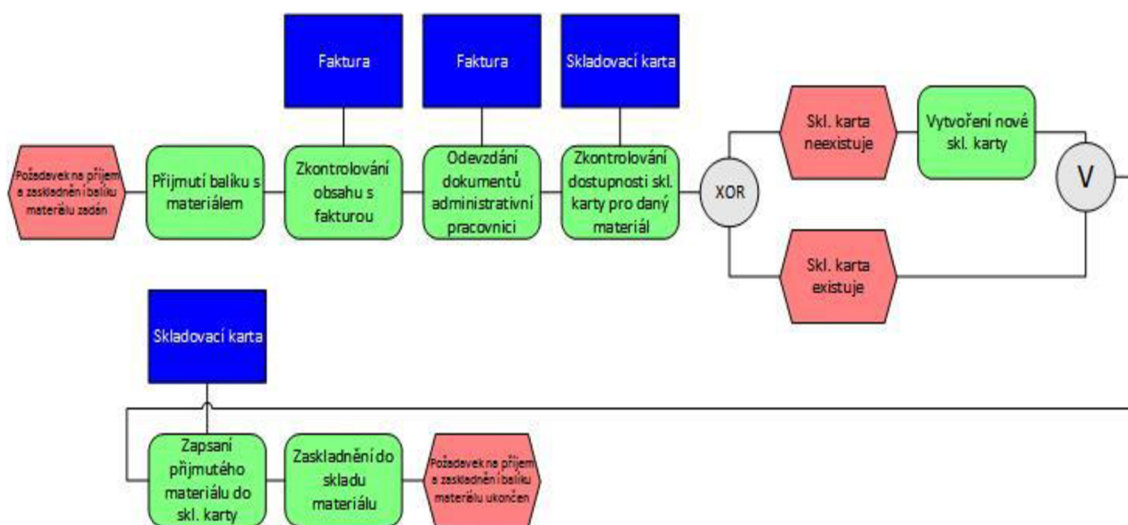 Faktura
Faktura
Skladovací karta
Požadavek na příjem
a zaskladnění balíku
materiálu zadán
Přijmutí balíku s
materiálem
Zkontrolování
obsahu s
fakturou
Odevzdání
dokumentů
administrativní
pracovnici
Zkontrolování
dostupnosti skl.
karty pro daný
materiál
XOR
Skl. karta
neexistuje
Vytvoření nové
skl. karty
V
Skl. karta
existuje
Skladovací karta
Zapsaní
přijmutého
materiálu do
skl. karty
Zaskladnění do
skladu
materiálu
Požadavek na příjem
a zaskladnění balíku
materiálu ukončen